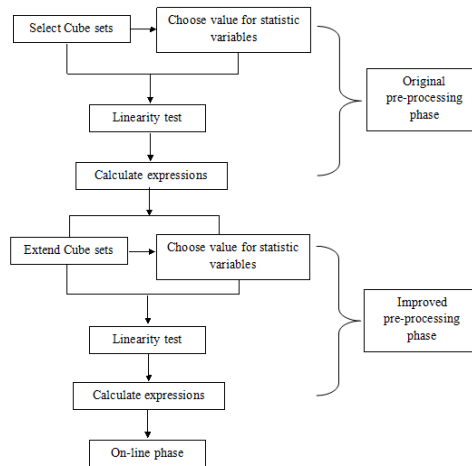 Select Cube sets
Choose value for statistic
variables
Linearity test
Calculate expressions
Original
pre-processing
phase
Extend Cube sets
Choose value for statistic
variables
Linearity test
Calculate expressions
Improved
pre-processing
phase
On-line phase